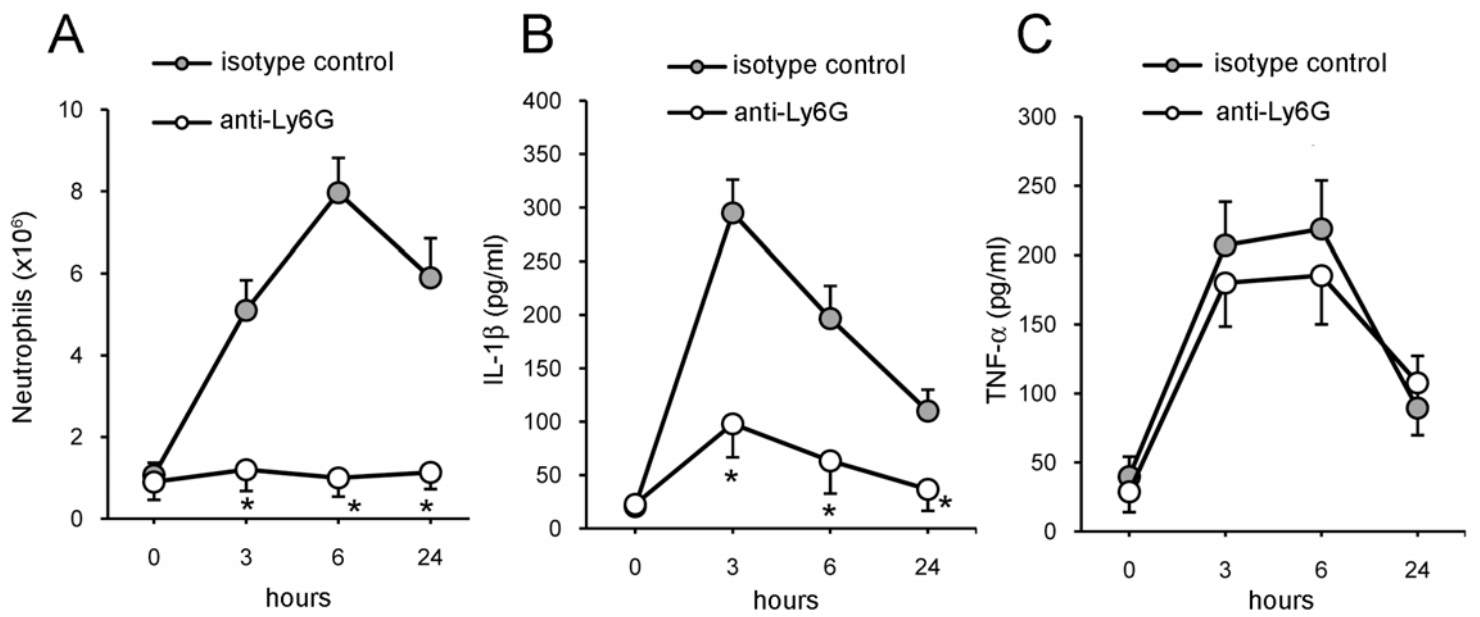 A
isotype control
anti-Ly6G
Neutrophils (x10⁶)
10
8
6
4
2
0
* * *
0 3 6 24
hours
B
isotype control
anti-Ly6G
IL-1β (pg/ml)
400
350
300
250
200
150
100
50
0
* * *
0 3 6 24
hours
C
isotype control
anti-Ly6G
TNF-α (pg/ml)
300
250
200
150
100
50
0
0 3 6 24
hours